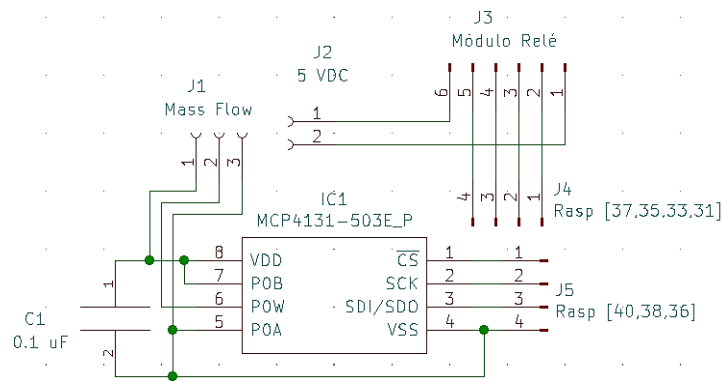 J3
Módulo Relé
J2
5 VDC
J1
Mass Flow
6
5
4
3
2
1
1
2
1
2
3
4
3
2
1
J4
Rasp [37,35,33,31]
IC1
MCP4131-503E_P
8 VDD
CS 1 1
7 P0B
SCK 2 2
6 P0W
SDI/SDO 3 3
5 P0A
VSS 4 4
J5
Rasp [40,38,36]
1
C1
0.1 uF
2